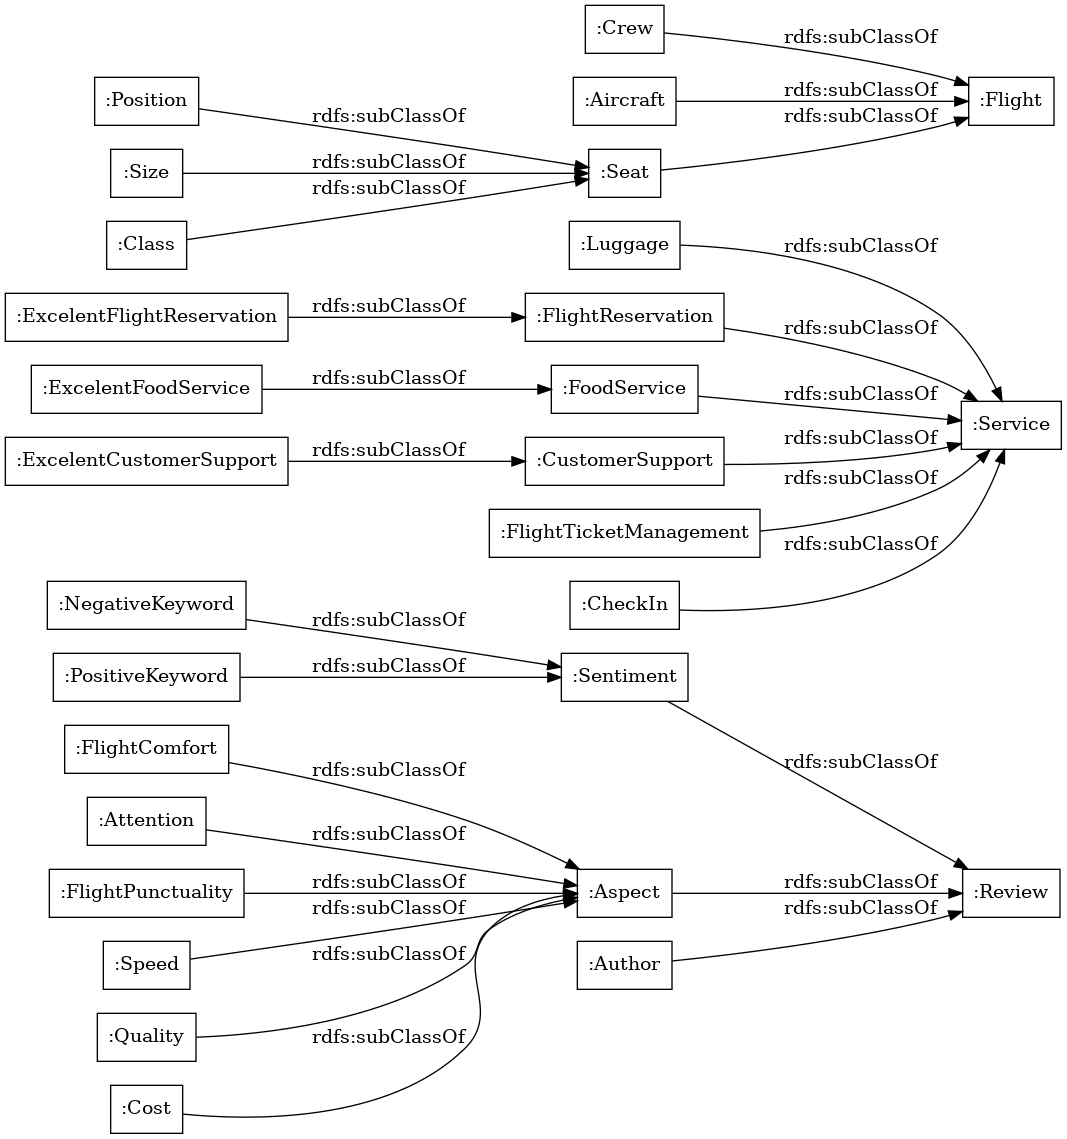 :Crew
rdfs:subClassOf
:Position
:Aircraft
rdfs:subClassOf
:Flight
rdfs:subClassOf
rdfs:subClassOf
rdfs:subClassOf
:Size
:Seat
rdfs:subClassOf
:Class
:Luggage
rdfs:subClassOf
:ExcelentFlightReservation
rdfs:subClassOf
:FlightReservation
rdfs:subClassOf
:ExcelentFoodService
rdfs:subClassOf
:FoodService
rdfs:subClassOf
:Service
rdfs:subClassOf
:ExcelentCustomerSupport
rdfs:subClassOf
:CustomerSupport
rdfs:subClassOf
:FlightTicketManagement
rdfs:subClassOf
:NegativeKeyword
:CheckIn
rdfs:subClassOf
rdfs:subClassOf
:PositiveKeyword
:Sentiment
:FlightComfort
rdfs:subClassOf
rdfs:subClassOf
:Attention
rdfs:subClassOf
:FlightPunctuality
rdfs:subClassOf
:Aspect
rdfs:subClassOf
:Review
rdfs:subClassOf
rdfs:subClassOf
:Speed
rdfs:subClassOf
:Author
:Quality
rdfs:subClassOf
:Cost